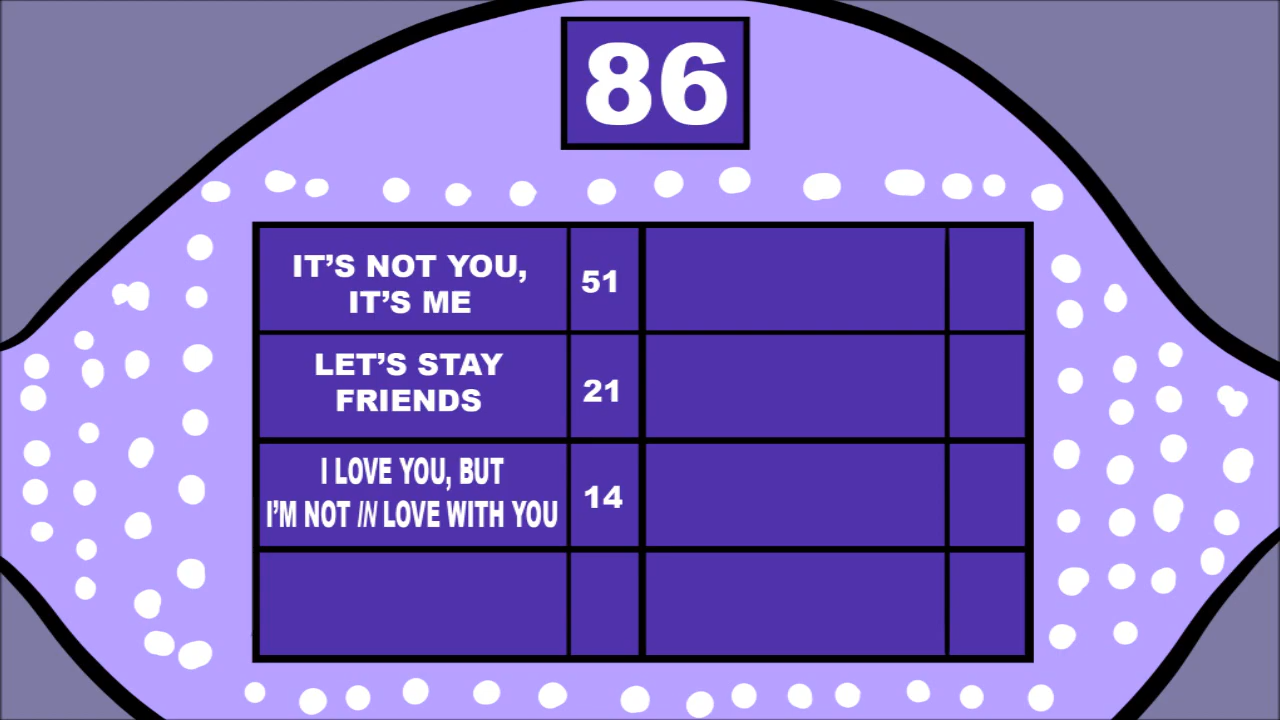 86
IT'S NOT YOU,
IT'S ME
51
LET'S STAY
FRIENDS
21
I LOVE YOU, BUT
I'M NOT IN LOVE WITH YOU
14